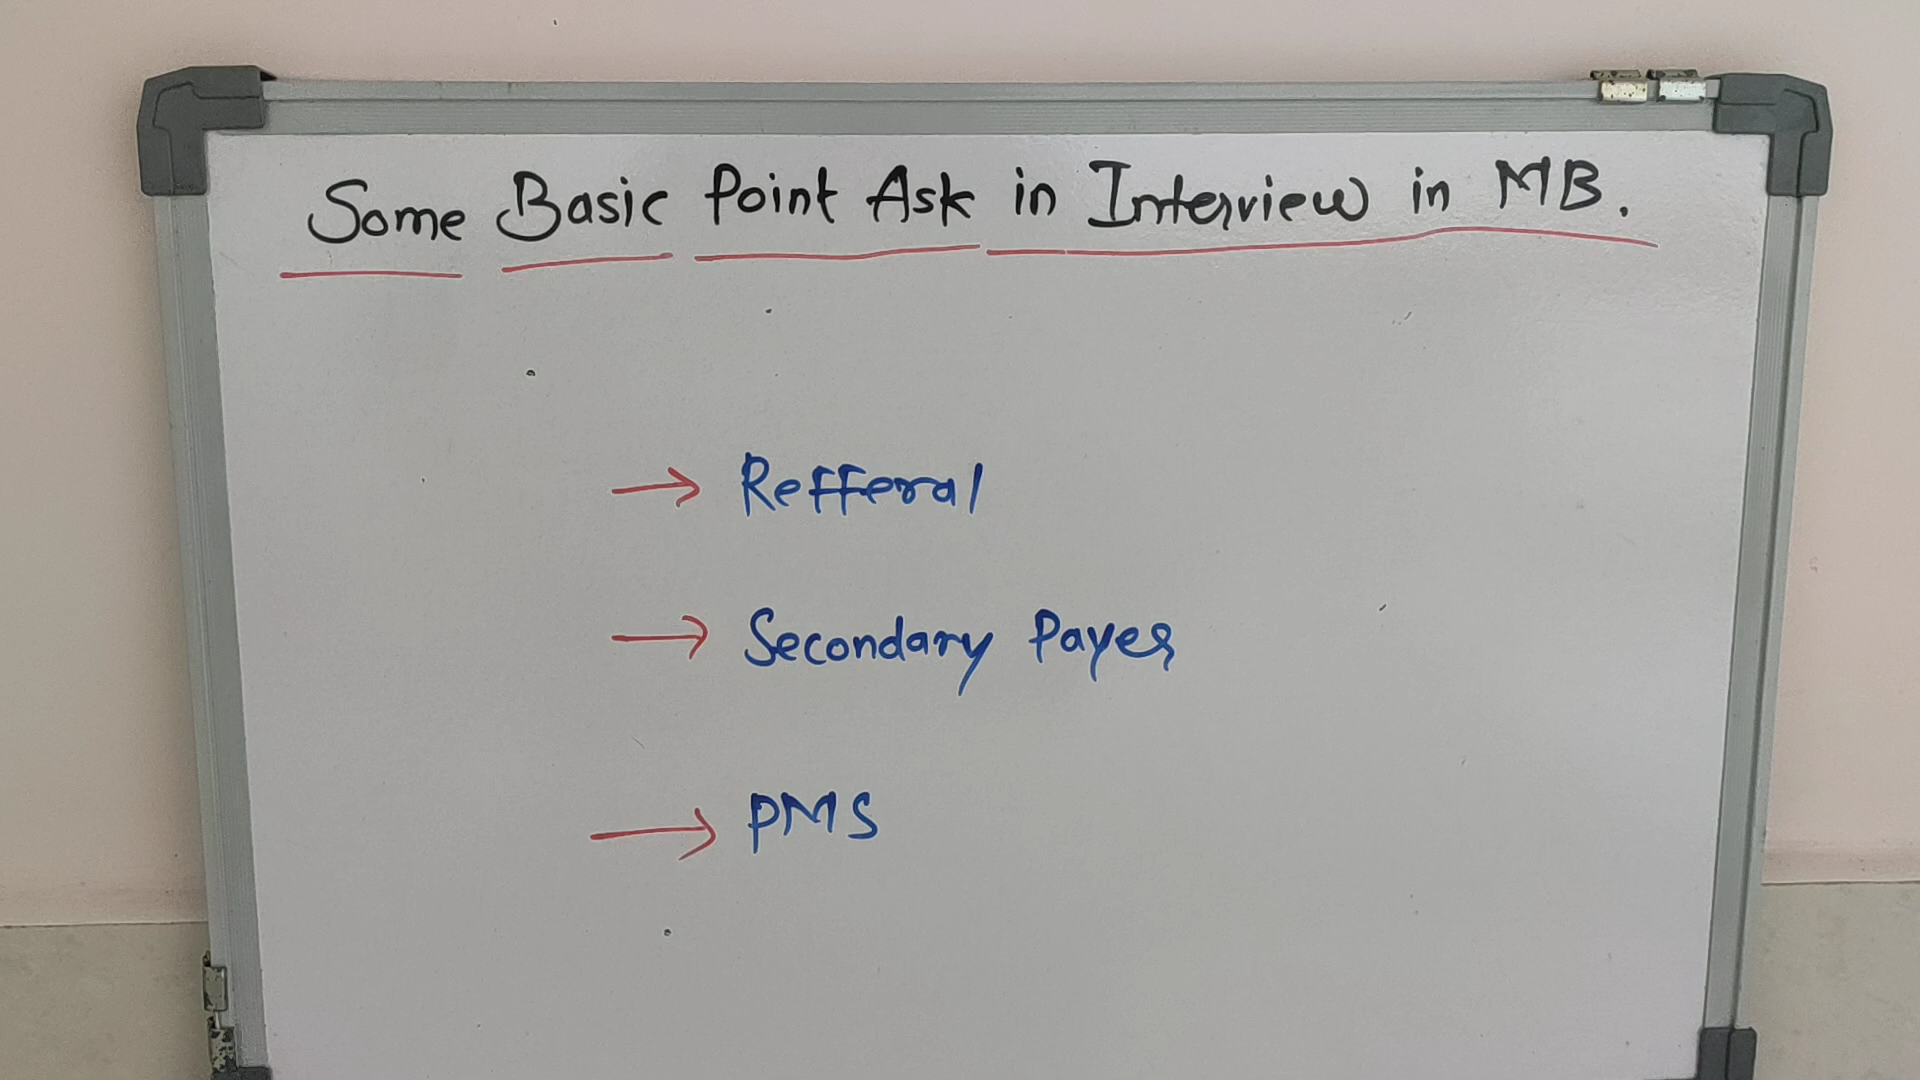 Some Basic Point Ask in Interview in MB.
Refferal
Secondary Payer
PMS